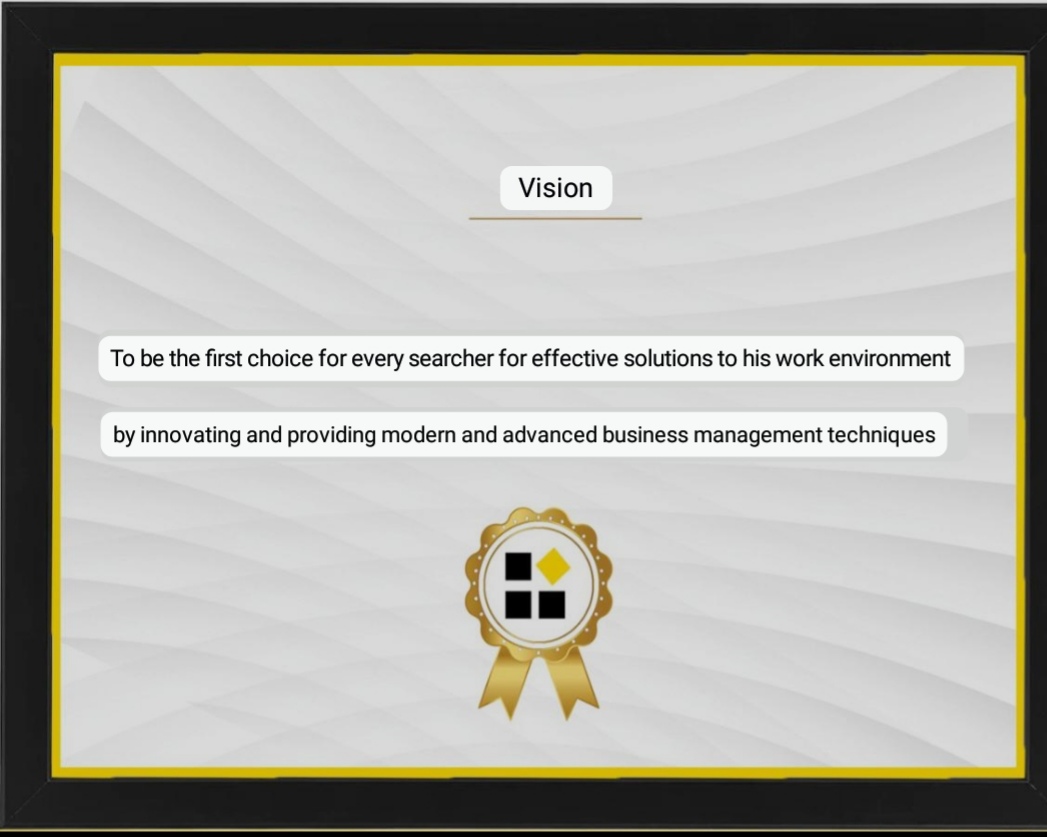 Vision
To be the first choice for every searcher for effective solutions to his work environment
by innovating and providing modern and advanced business management techniques